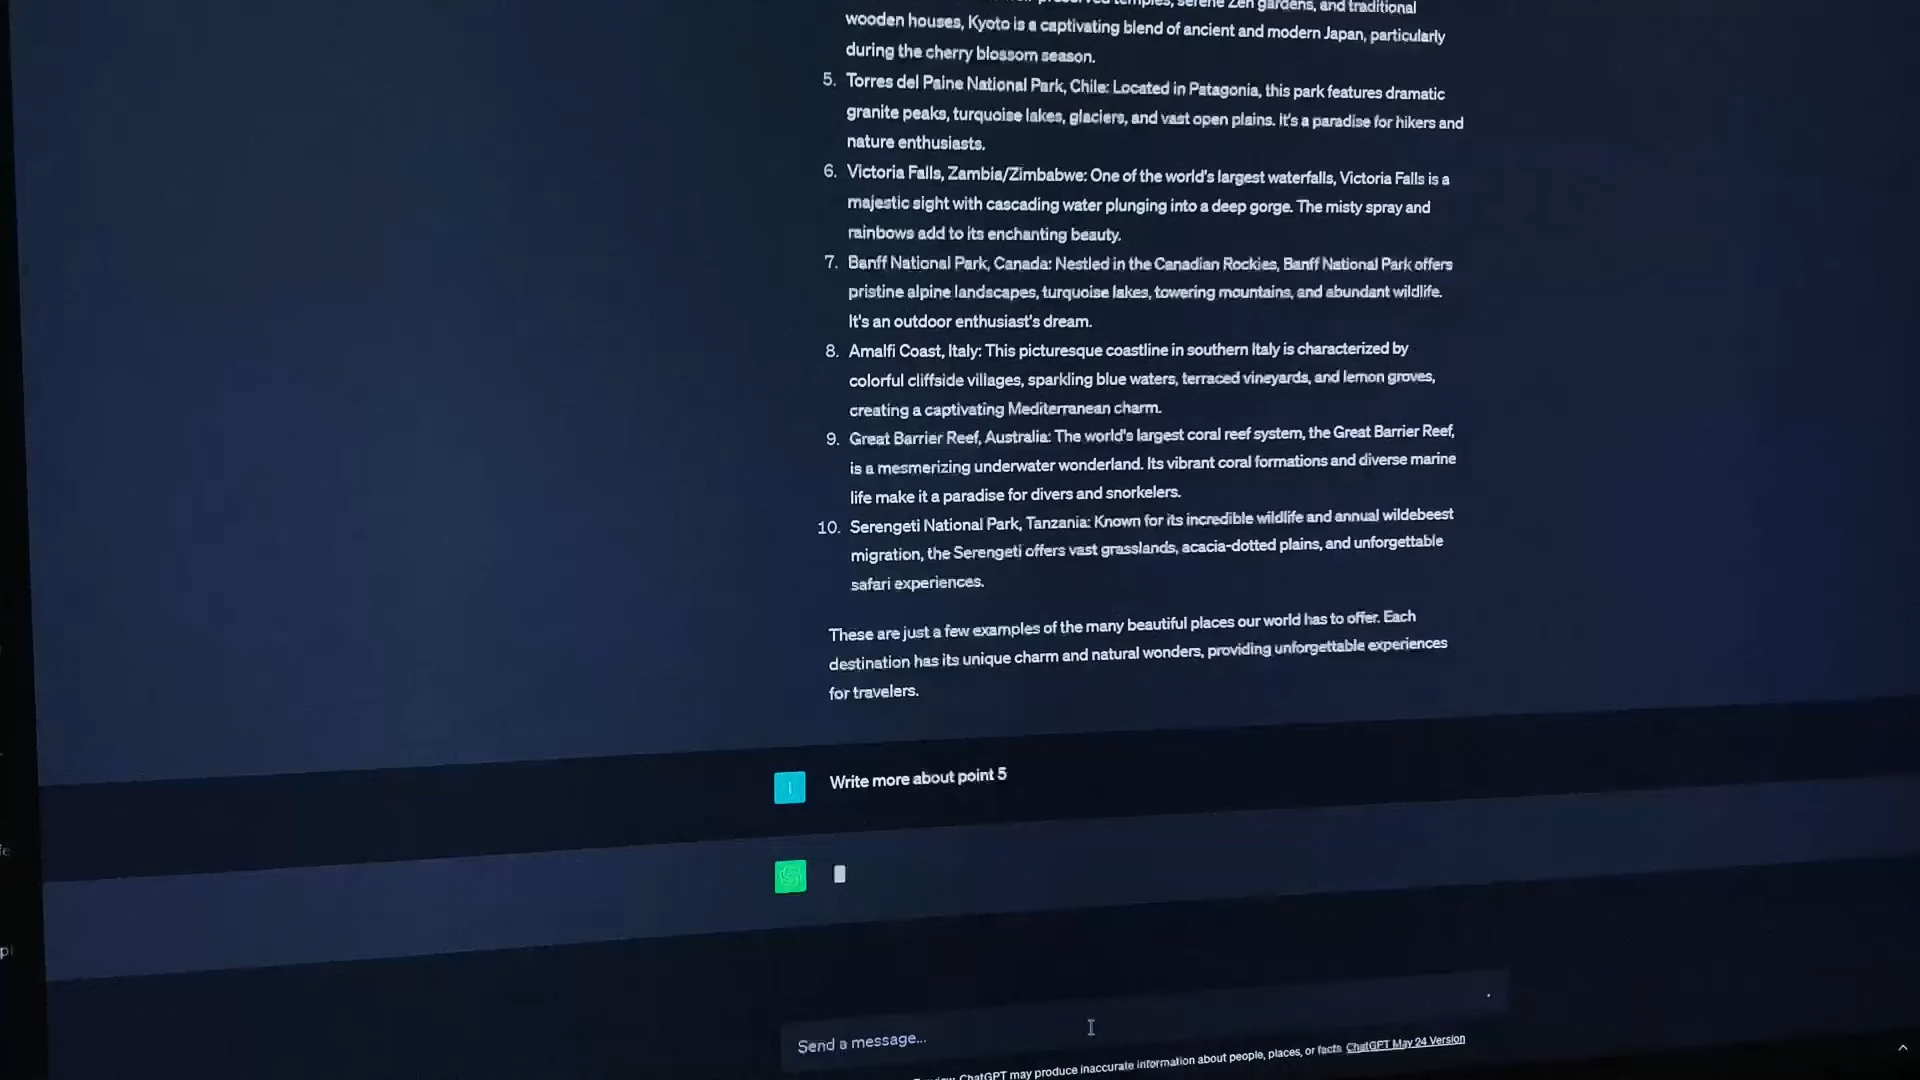 temples, serene Zen gardens, and traditional
wooden houses, Kyoto is a captivating blend of ancient and modern Japan, particularly
during the cherry blossom season.
5. Torres del Paine National Park, Chile: Located in Patagonia, this park features dramatic
granite peaks, turquoise lakes, glaciers, and vast open plains. It's a paradise for hikers and
nature enthusiasts.
6. Victoria Falls, Zambia/Zimbabwe: One of the world's largest waterfalls, Victoria Falls is a
majestic sight with cascading water plunging into a deep gorge. The misty spray and
rainbows add to its enchanting beauty.
7. Banff National Park, Canada: Nestled in the Canadian Rockies, Banff National Park offers
pristine alpine landscapes, turquoise lakes, towering mountains, and abundant wildlife.
It's an outdoor enthusiast's dream.
8. Amalfi Coast, Italy: This picturesque coastline in southern Italy is characterized by
colorful cliffside villages, sparkling blue waters, terraced vineyards, and lemon groves,
creating a captivating Mediterranean charm.
9. Great Barrier Reef, Australia: The world's largest coral reef system, the Great Barrier Reef,
is a mesmerizing underwater wonderland. Its vibrant coral formations and diverse marine
life make it a paradise for divers and snorkelers.
10. Serengeti National Park, Tanzania: Known for its incredible wildlife and annual wildebeest
migration, the Serengeti offers vast grasslands, acacia-dotted plains, and unforgettable
safari experiences.
These are just a few examples of the many beautiful places our world has to offer. Each
destination has its unique charm and natural wonders, providing unforgettable experiences
for travelers.
Write more about point 5
Send a message...
ChatGPT may produce inaccurate information about people, places, or facts. ChatGPT May 24 Version